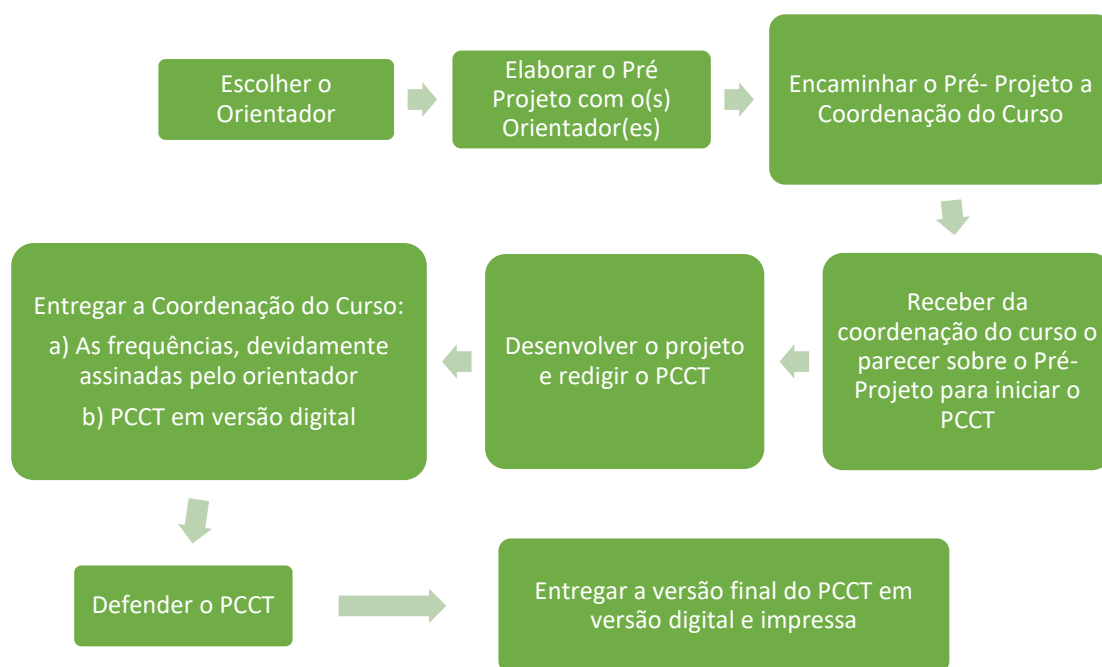 Escolher o
Orientador
Elaborar o Pré
Projeto com o(s)
Orientador(es)
Encaminhar o Pré- Projeto a
Coordenação do Curso
Receber da
coordenação do curso o
parecer sobre o Pré-
Projeto para iniciar o
PCCT
Desenvolver o projeto
e redigir o PCCT
Entregar a Coordenação do Curso:
a) As frequências, devidamente
assinadas pelo orientador
b) PCCT em versão digital
Defender o PCCT
Entregar a versão final do PCCT em
versão digital e impressa